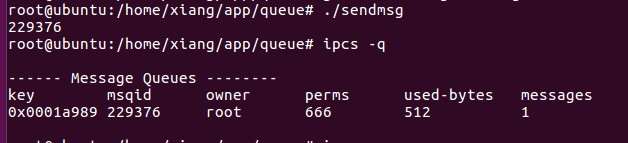 root@ubuntu:/home/xiang/app/queue# ./sendmsg
229376
root@ubuntu:/home/xiang/app/queue# ipcs -q
------ Message Queues --------
key        msqid      owner      perms      used-bytes   messages
0x0001a989 229376     root       666        512          1